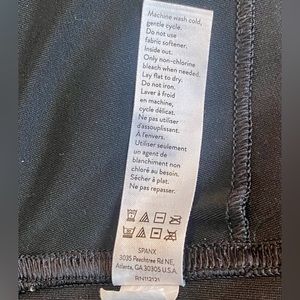 Machine wash cold,
gentle cycle.
Do not use
fabric softener.
Inside out.
Only non-chlorine
bleach when needed.
Lay flat to dry.
Do not iron.
Laver à froid
en machine,
cycle délicat.
Ne pas utiliser
d'assouplissant.
A l'envers.
Utiliser seulement
un agent de
blanchiment non
chloré au besoin.
Sécher à plat.
Ne pas repasser.
SPANX
3035 Peachtree Rd NE,
Atlanta, GA 30305 U.S.A.
RN112121